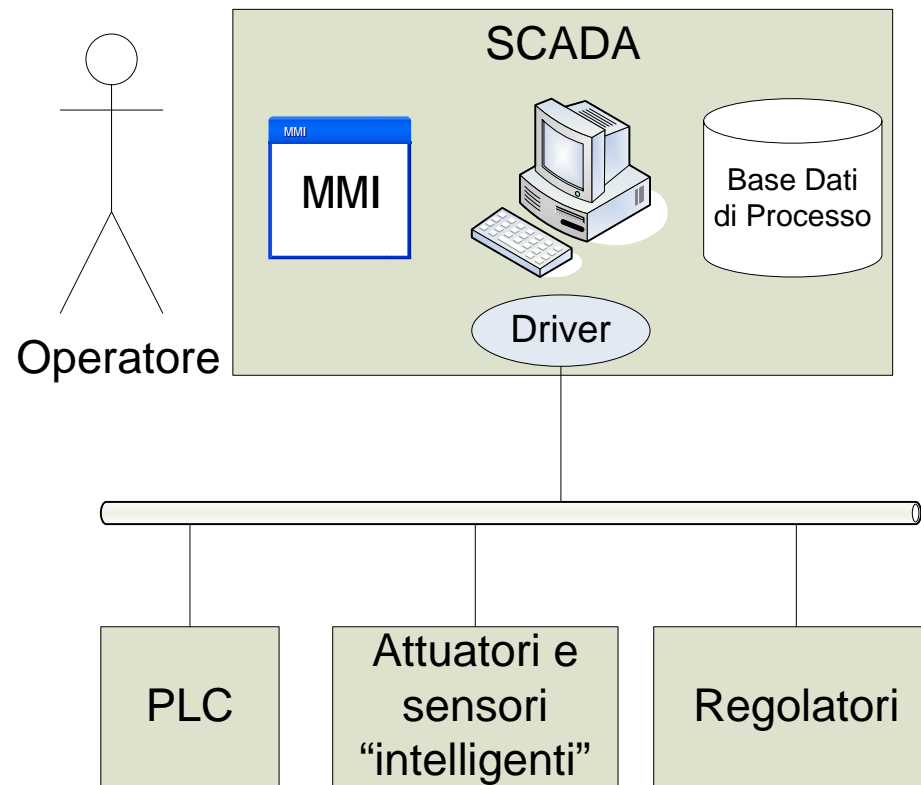 SCADA
MMI
MMI
Base Dati
di Processo
Driver
Operatore
PLC
Attuatori e
sensori
“intelligenti”
Regolatori